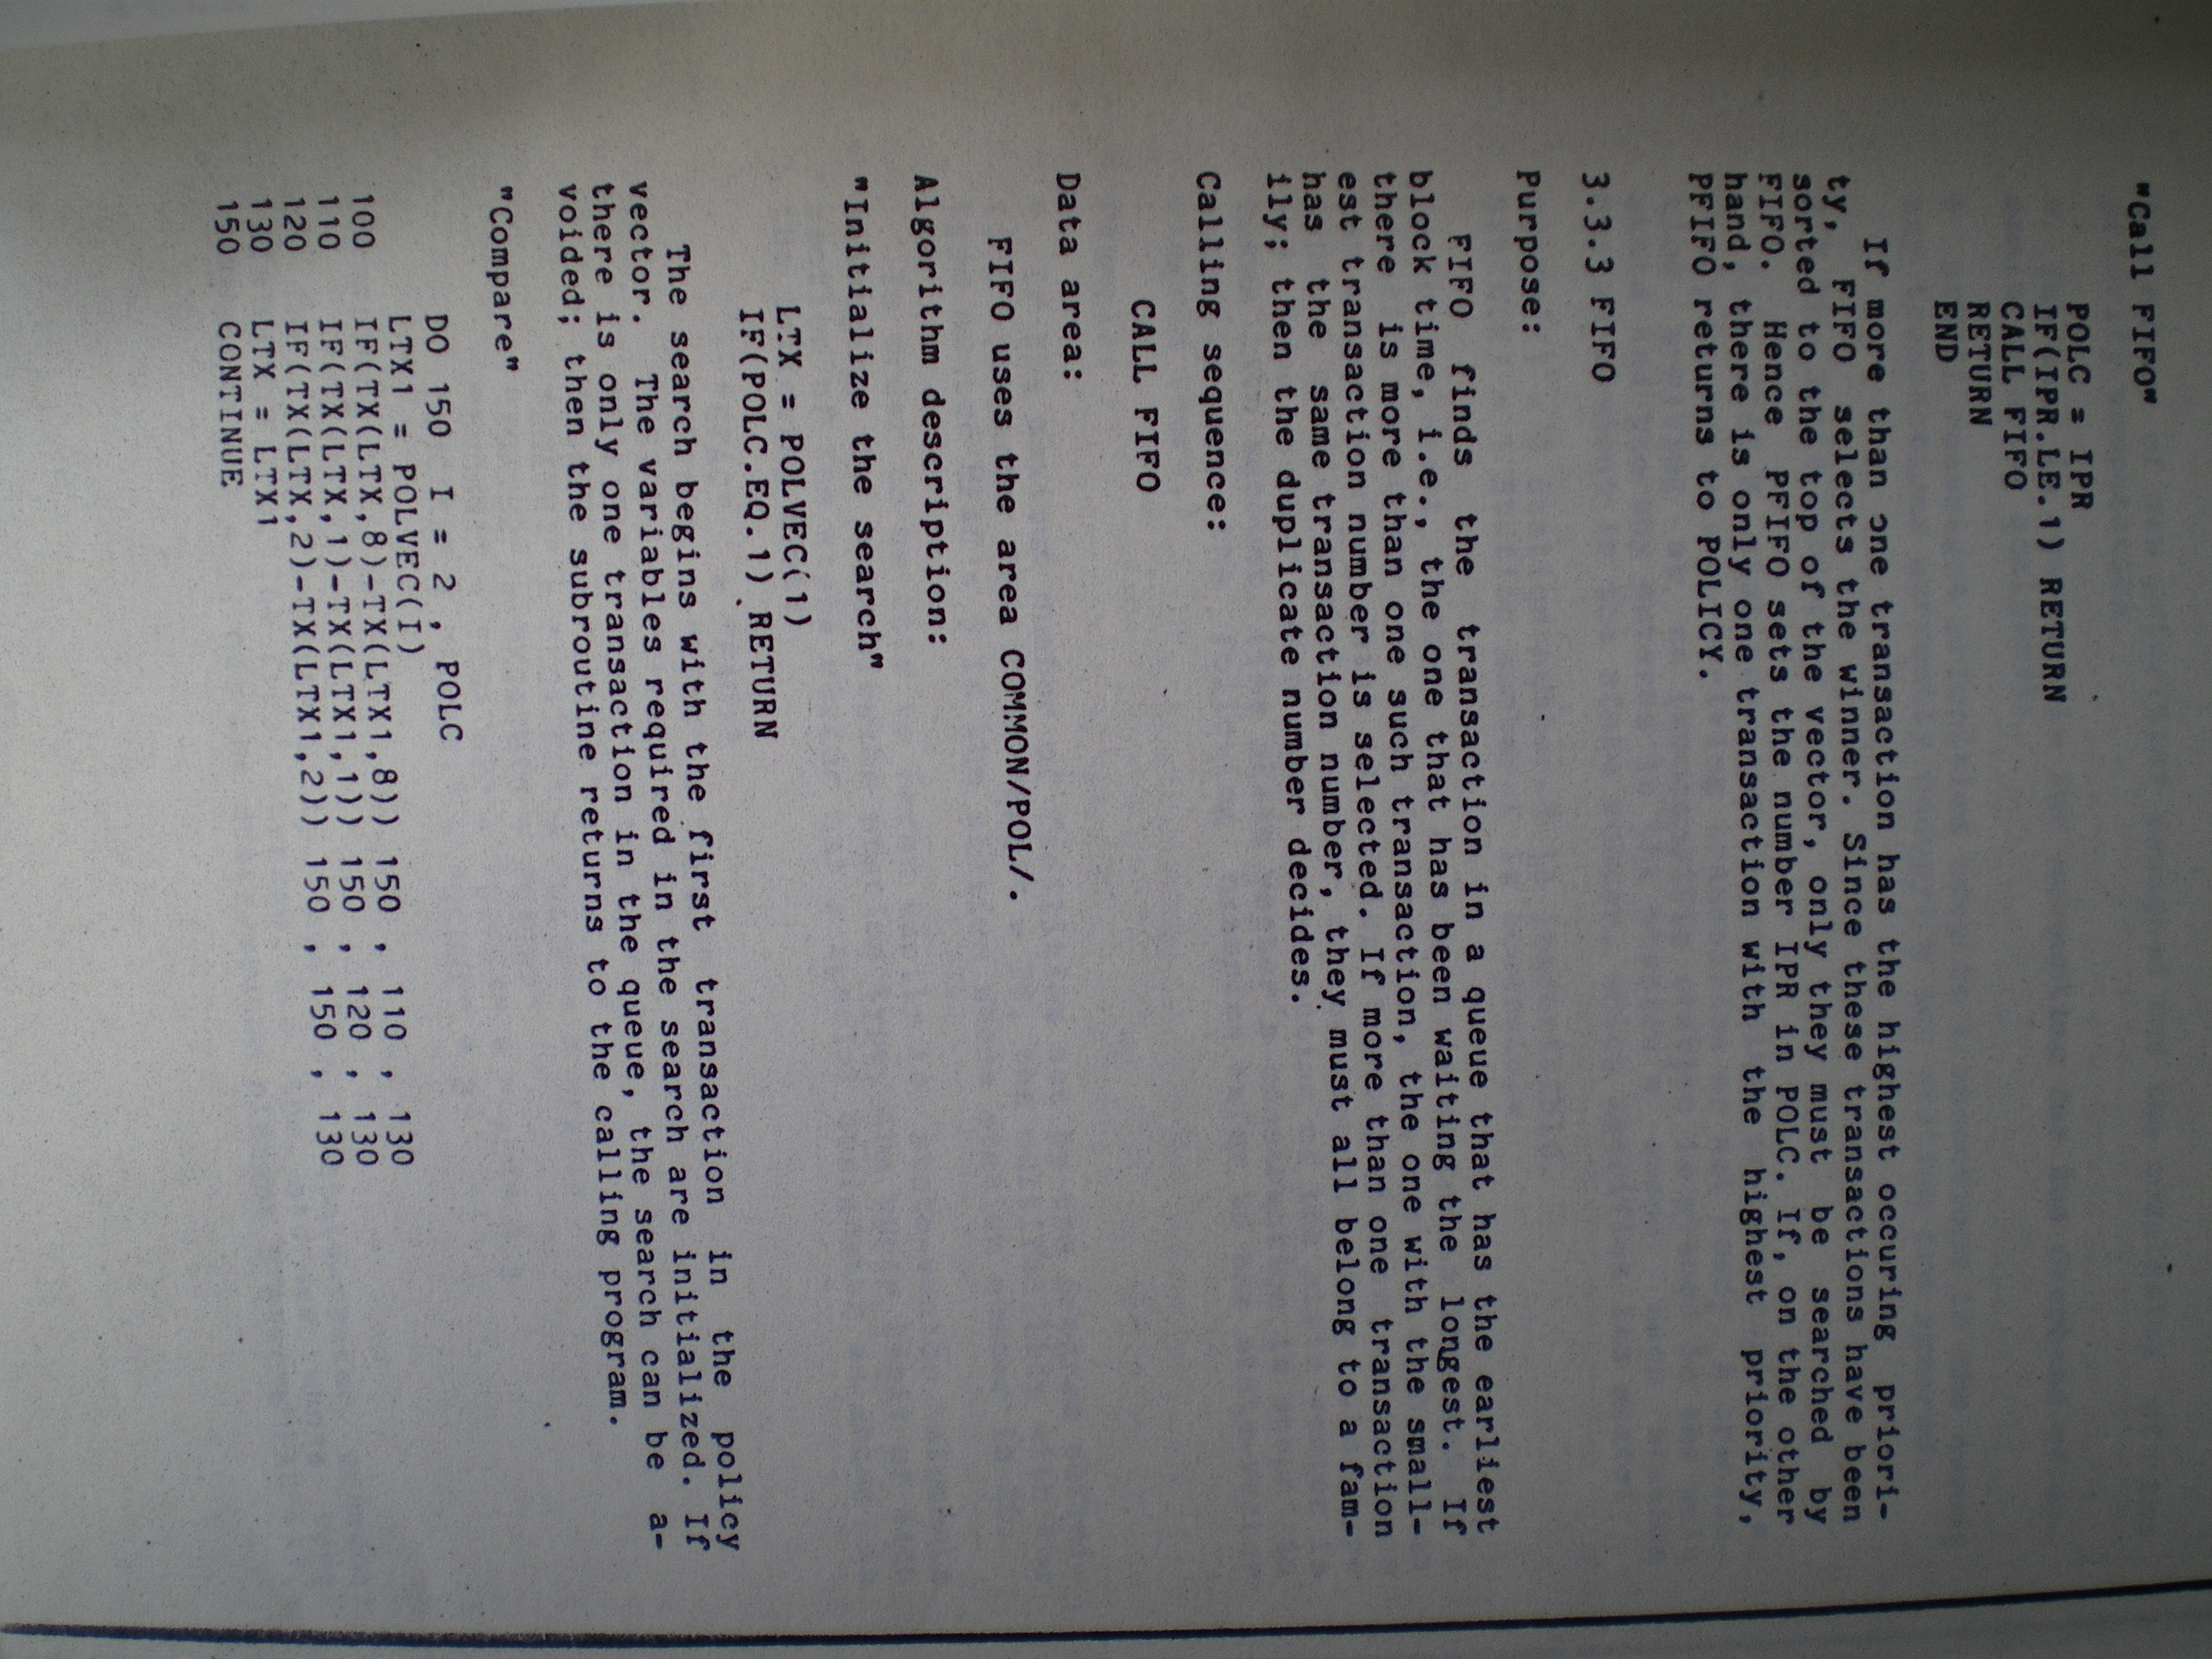 "Call FIFO"
POLC = IPR
IF(IPR.LE.1) RETURN
CALL FIFO
RETURN
END
If more than one transaction has the highest occuring priori-
ty, FIFO selects the winner. Since these transactions have been
sorted to the top of the vector, only they must be searched by
FIFO. Hence PFIFO sets the number IPR in POLC. If, on the other
hand, there is only one transaction with the highest priority,
PFIFO returns to POLICY.
3.3.3 FIFO
Purpose:
FIFO finds the transaction in a queue that has the earliest
block time, i.e., the one that has been waiting the longest. If
there is more than one such transaction, the one with the small-
est transaction number is selected. If more than one transaction
has the same transaction number, they must all belong to a fam-
ily; then the duplicate number decides.
Calling sequence:
CALL FIFO
Data area:
FIFO uses the area COMMON/POL/.
Algorithm description:
"Initialize the search"
LTX = POLVEC(1)
IF(POLC.EQ.1) RETURN
The search begins with the first transaction in the policy
vector. The variables required in the search are initialized. If
there is only one transaction in the queue, the search can be a-
voided; then the subroutine returns to the calling program.
"Compare"
DO 150 I = 2 , POLC
LTX1 = POLVEC(I)
100 IF(TX(LTX,8)-TX(LTX1,8)) 150 , 110 , 130
110 IF(TX(LTX,1)-TX(LTX1,1)) 150 , 120 , 130
120 IF(TX(LTX,2)-TX(LTX1,2)) 150 , 150 , 130
130 LTX = LTX1
150 CONTINUE